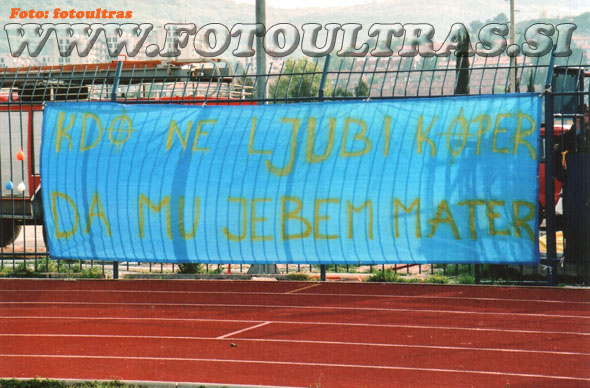 Foto: fotoultras
WWW.FOTOULTRAS.SI
KDO NE LJUBI KOPER
DA MU JEBEM MATER